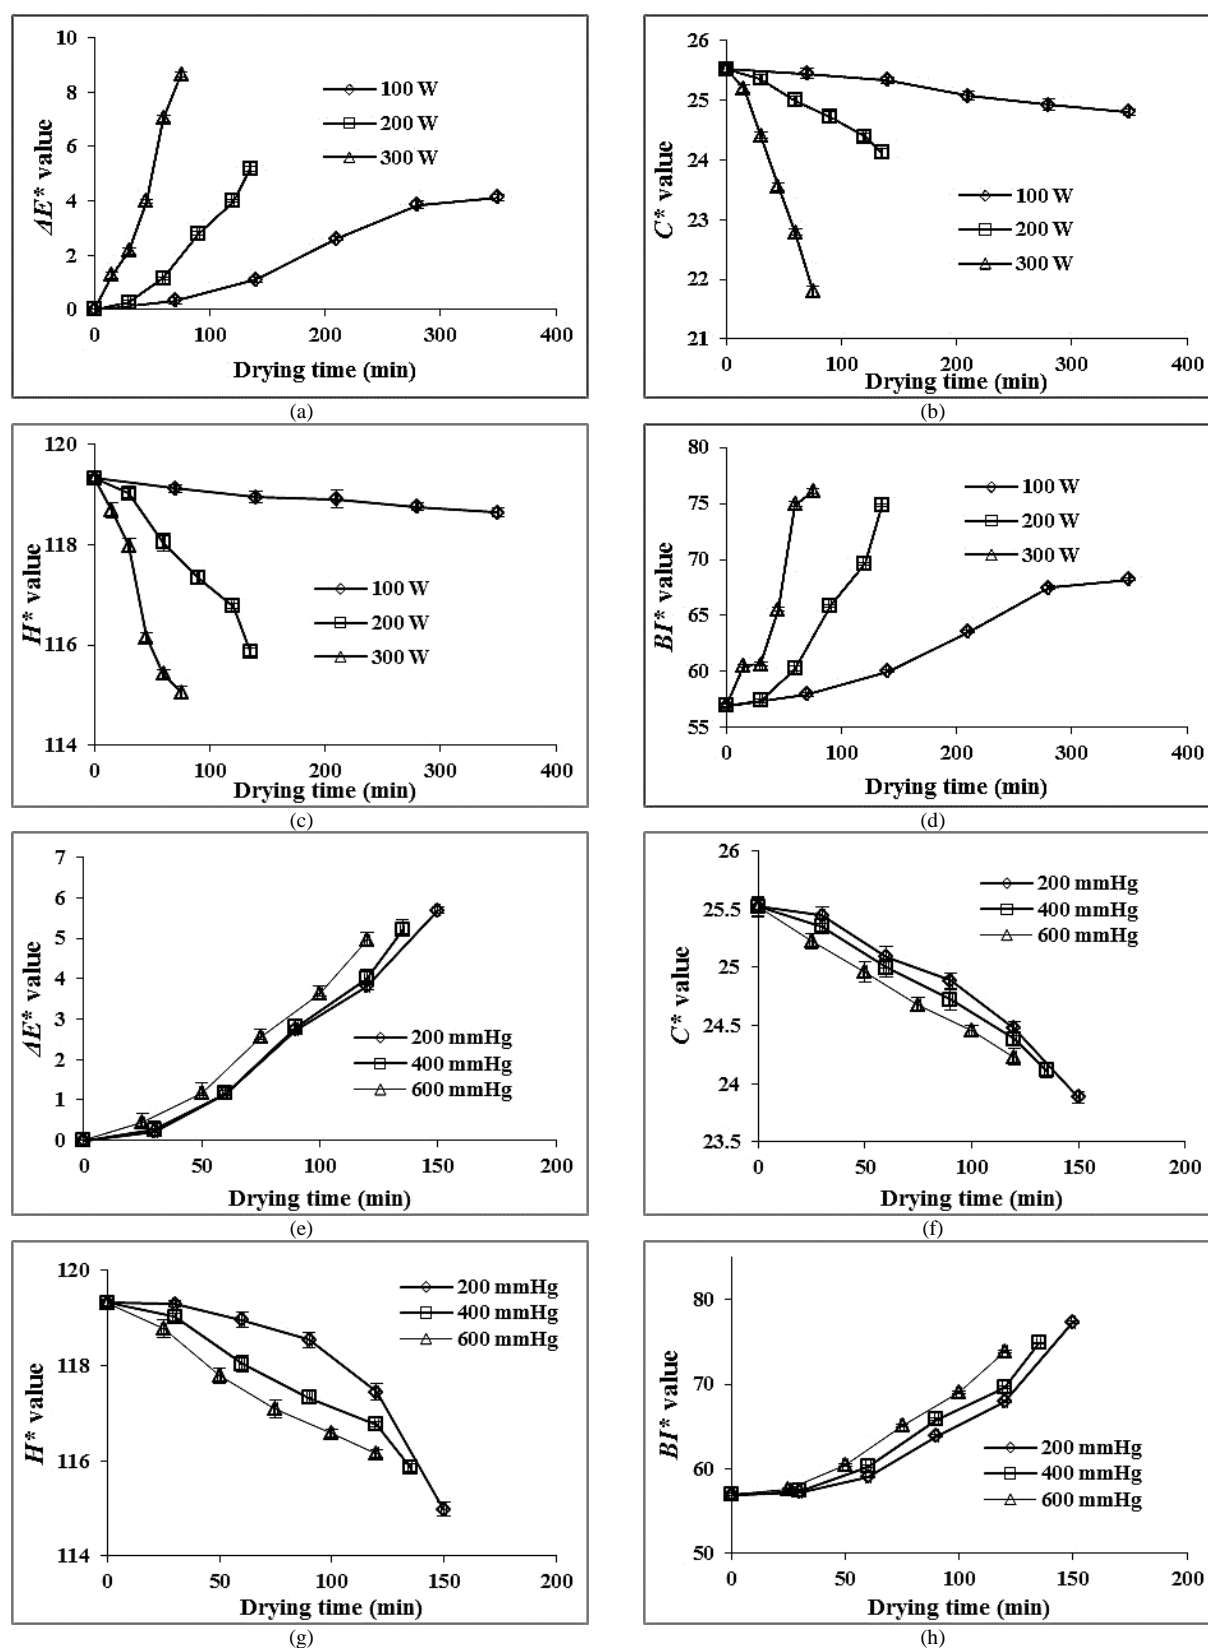 10
8
6
4
2
0
ΔE* value
100 W
200 W
300 W
0 100 200 300 400
Drying time (min)
(a)
26
25
24
23
22
21
C* value
100 W
200 W
300 W
0 100 200 300 400
Drying time (min)
(b)
120
118
116
114
H* value
100 W
200 W
300 W
0 100 200 300 400
Drying time (min)
(c)
80
75
70
65
60
55
BI* value
100 W
200 W
300 W
0 100 200 300 400
Drying time (min)
(d)
7
6
5
4
3
2
1
0
ΔE* value
200 mmHg
400 mmHg
600 mmHg
0 50 100 150 200
Drying time (min)
(e)
26
25.5
25
24.5
24
23.5
C* value
200 mmHg
400 mmHg
600 mmHg
0 50 100 150 200
Drying time (min)
(f)
120
118
116
114
H* value
200 mmHg
400 mmHg
600 mmHg
0 50 100 150 200
Drying time (min)
(g)
80
70
60
50
BI* value
200 mmHg
400 mmHg
600 mmHg
0 50 100 150 200
Drying time (min)
(h)